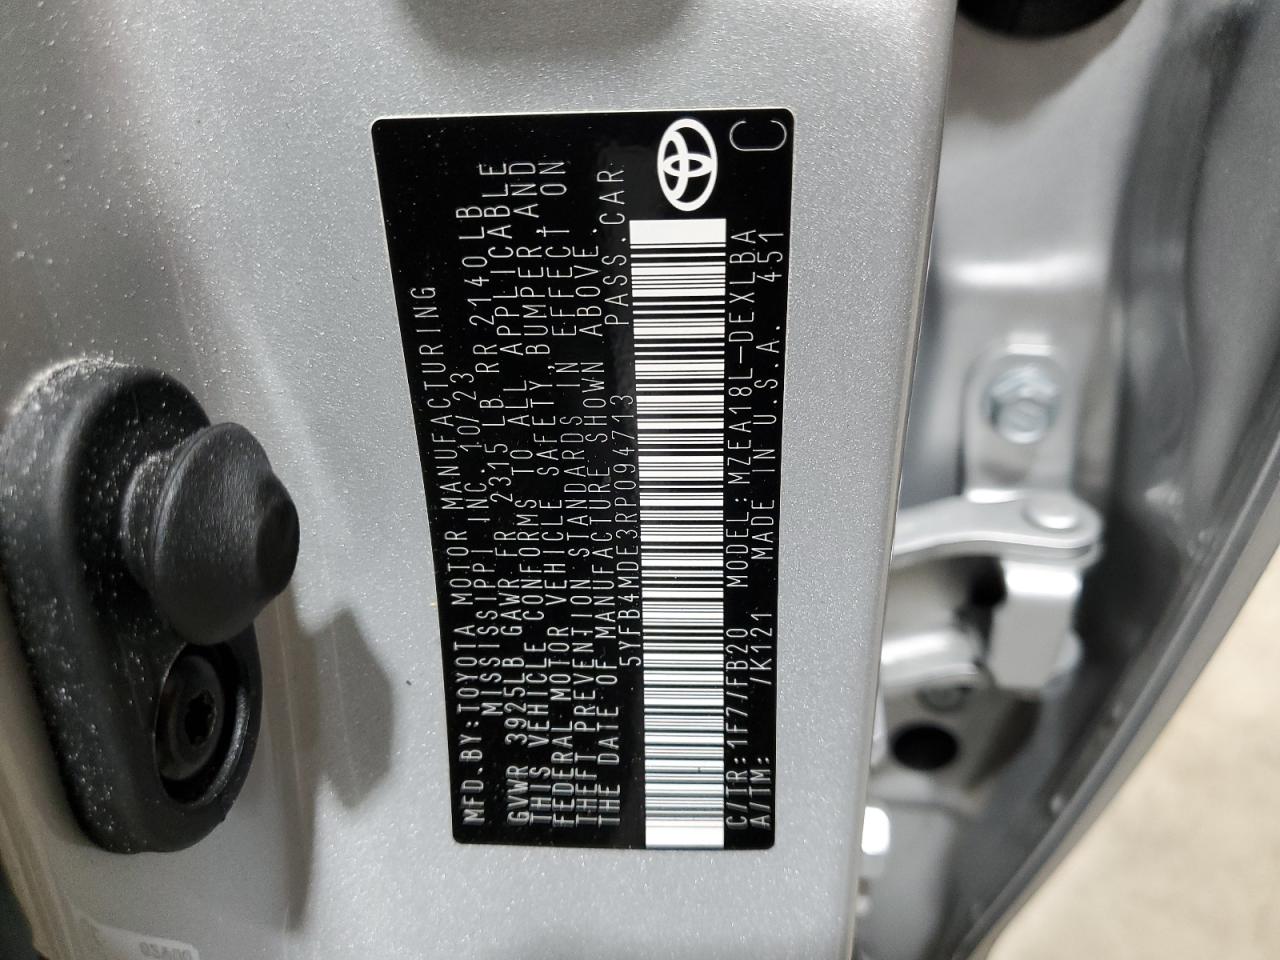 MFD.BY:TOYOTA MOTOR MANUFACTURING
MISSISSIPPI INC. 10/23
GVWR 3925LB GAWR FR 2315 LB RR 2140LB
THIS VEHICLE CONFORMS TO ALL APPLICABLE
FEDERAL MOTOR VEHICLE SAFETY,BUMPER,AND
THEFT PREVENTION STANDARDS IN EFFECT ON
THE DATE OF MANUFACTURE SHOWN ABOVE.
5YFB4MDE3RP094713 PASS.CAR
C/TR:1F7/FB20 MODEL:MZEA18L-DEXLBA
A/TM: /K121 MADE IN U.S.A. 451
C